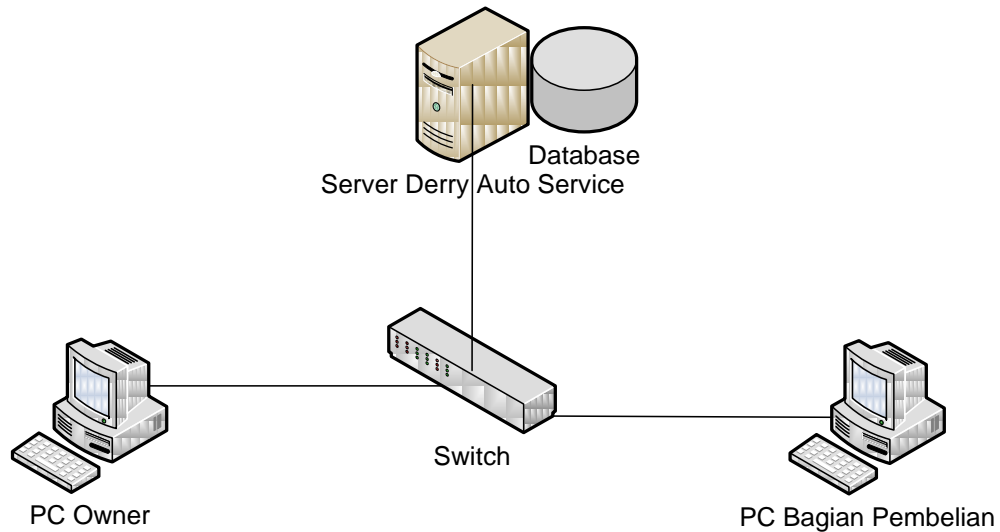 Database
Server Derry Auto Service
Switch
PC Owner
PC Bagian Pembelian